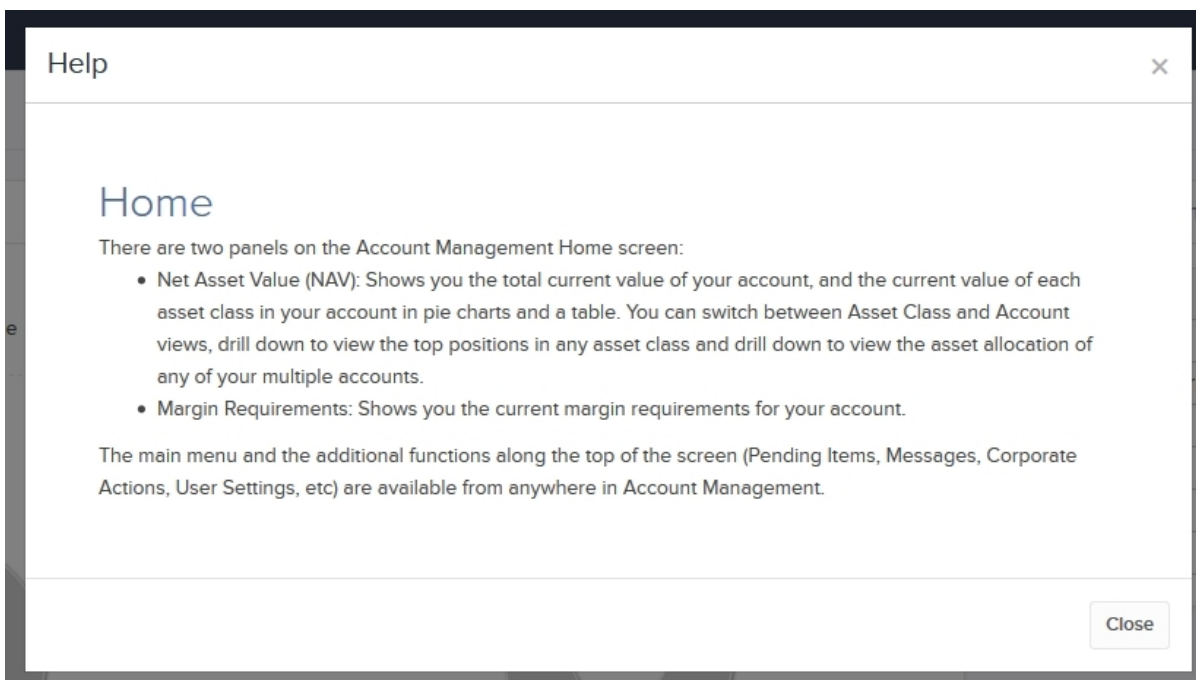 Help
×
Home
There are two panels on the Account Management Home screen:
• Net Asset Value (NAV): Shows you the total current value of your account, and the current value of each
asset class in your account in pie charts and a table. You can switch between Asset Class and Account
views, drill down to view the top positions in any asset class and drill down to view the asset allocation of
any of your multiple accounts.
• Margin Requirements: Shows you the current margin requirements for your account.
The main menu and the additional functions along the top of the screen (Pending Items, Messages, Corporate
Actions, User Settings, etc) are available from anywhere in Account Management.
Close